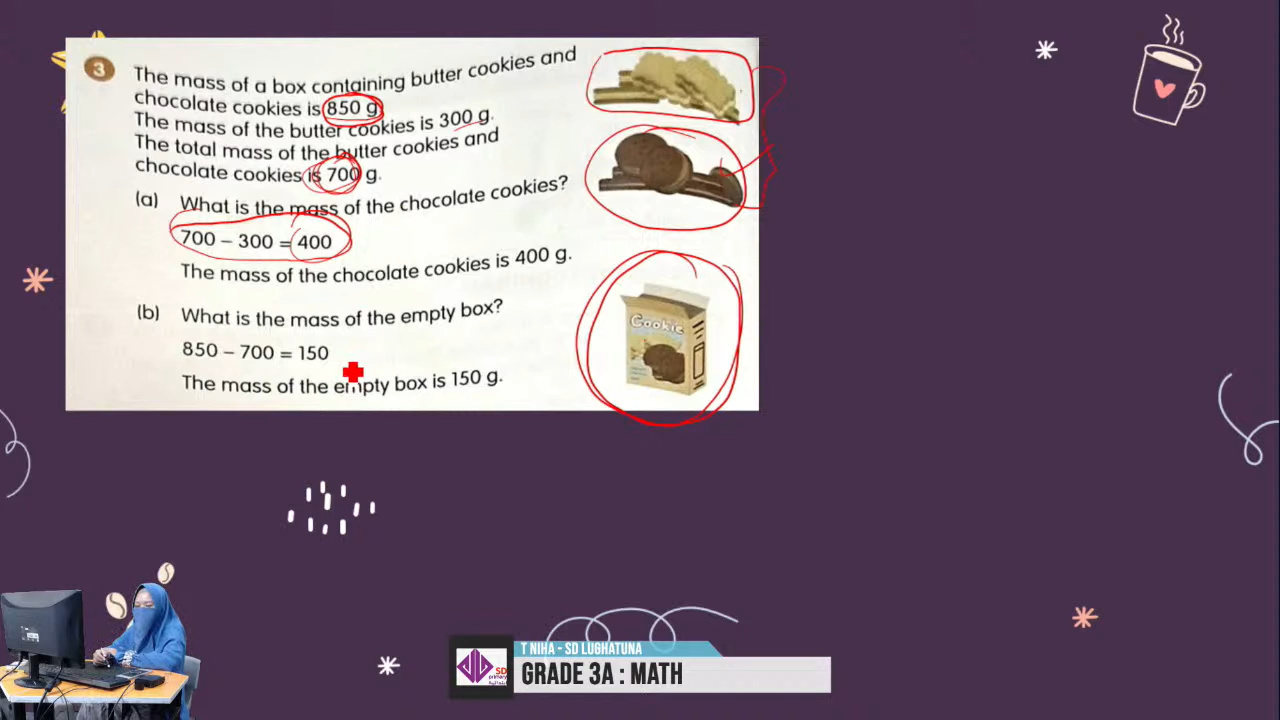 3
The mass of a box containing butter cookies and
chocolate cookies is 850 g.
The mass of the butter cookies is 300 g.
The total mass of the butter cookies and
chocolate cookies is 700 g.
(a) What is the mass of the chocolate cookies?
700 – 300 = 400
The mass of the chocolate cookies is 400 g.
Cookie
(b) What is the mass of the empty box?
850 – 700 = 150
The mass of the empty box is 150 g.
T NIHA - SD LUGHATUNA
SD
primary
GRADE 3A : MATH